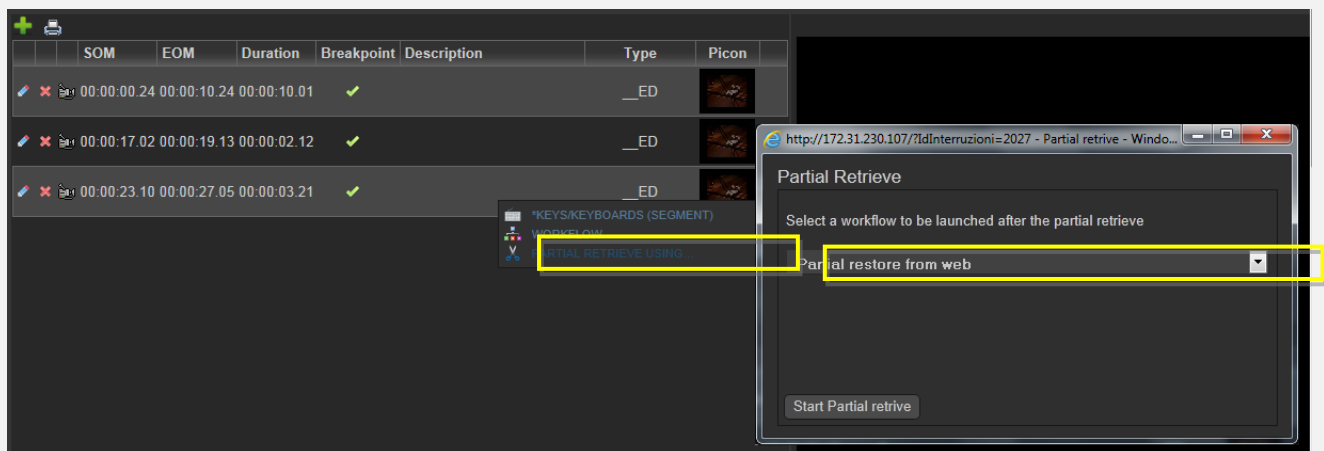 SOM EOM Duration Breakpoint Description Type Picon
00:00:00.24 00:00:10.24 00:00:10.01 __ED
00:00:17.02 00:00:19.13 00:00:02.12 __ED
00:00:23.10 00:00:27.05 00:00:03.21 __ED
*KEYS/KEYBOARDS (SEGMENT)
WORKFLOW
PARTIAL RETRIEVE USING...
http://172.31.230.107/?IdInterruzioni=2027 - Partial retrive - Windo...
Partial Retrieve
Select a workflow to be launched after the partial retrieve
Partial restore from web
Start Partial retrive